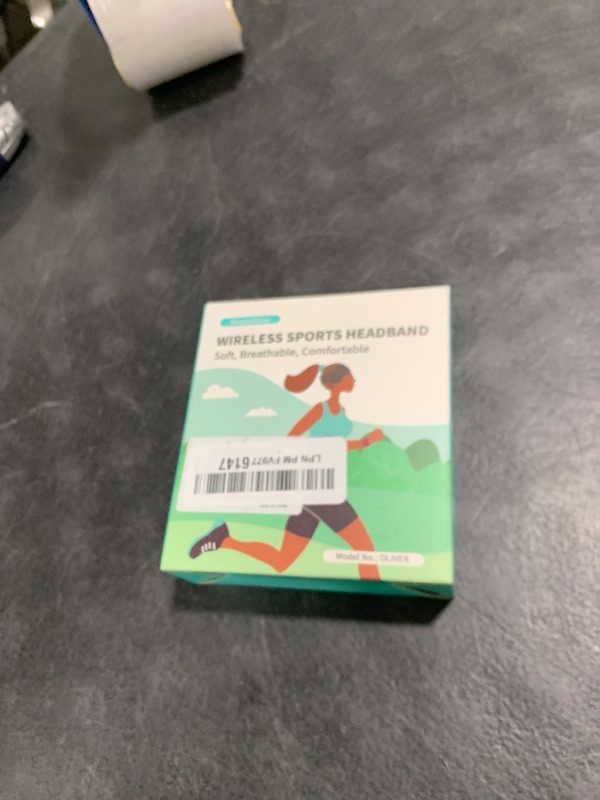 WIRELESS SPORTS HEADBAND
Soft, Breathable, Comfortable
LPN PM FV977 6147
Model No.: OLIVER